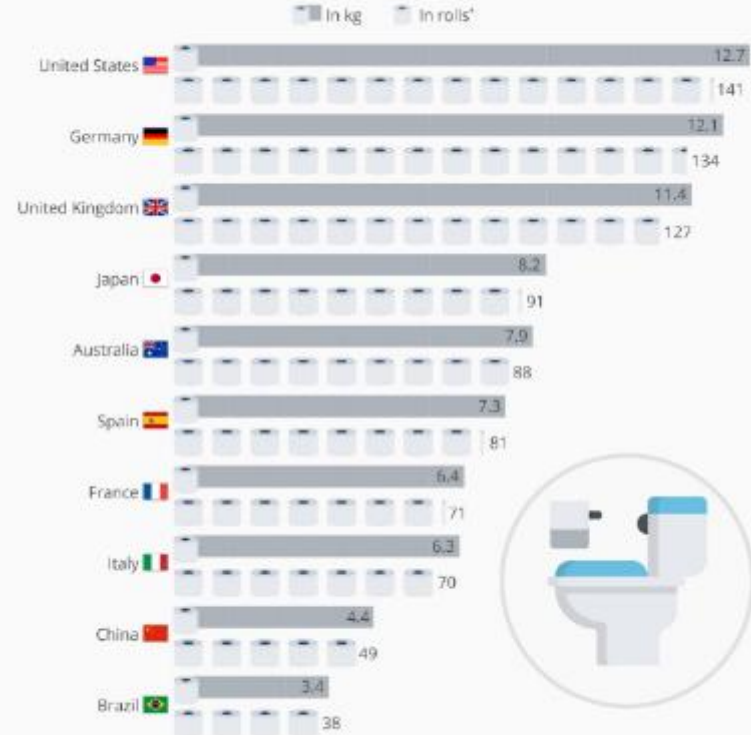 In kg In rolls*
United States 12.7
141
Germany 12.1
134
United Kingdom 11.4
127
Japan 8.2
91
Australia 7.9
88
Spain 7.3
81
France 6.4
71
Italy 6.3
70
China 4.4
49
Brazil 3.4
38